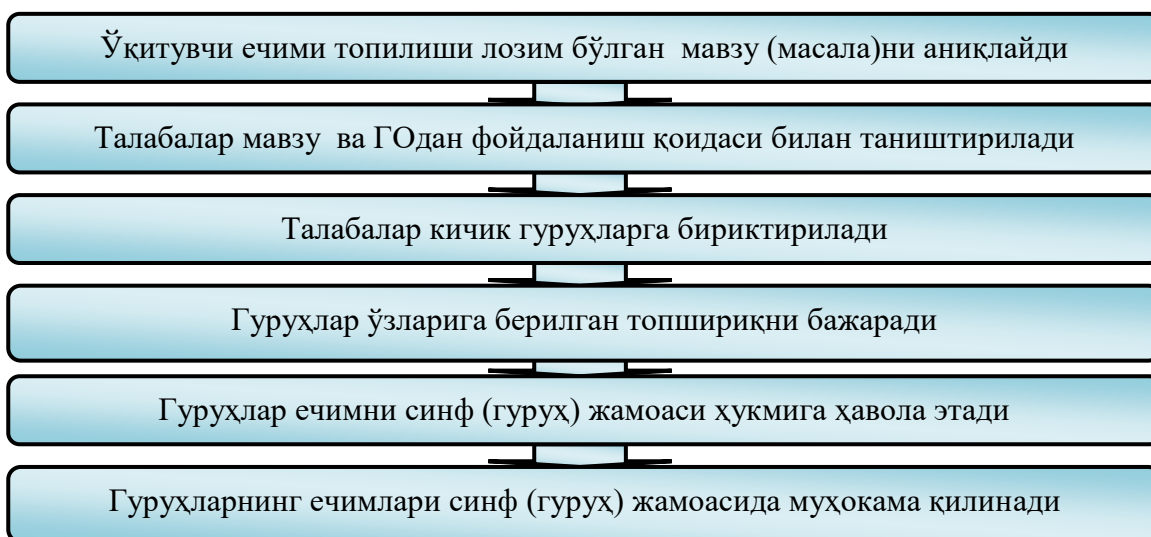 Ўқитувчи ечими топилиши лозим бўлган мавзу (масала)ни аниқлайди
Талабалар мавзу ва ГОдан фойдаланиш қоидаси билан таништирилади
Талабалар кичик гуруҳларга бириктирилади
Гуруҳлар ўзларига берилган топшириқни бажаради
Гуруҳлар ечимни синф (гуруҳ) жамоаси ҳукмига ҳавола этади
Гуруҳларнинг ечимлари синф (гуруҳ) жамоасида муҳокама қилинади